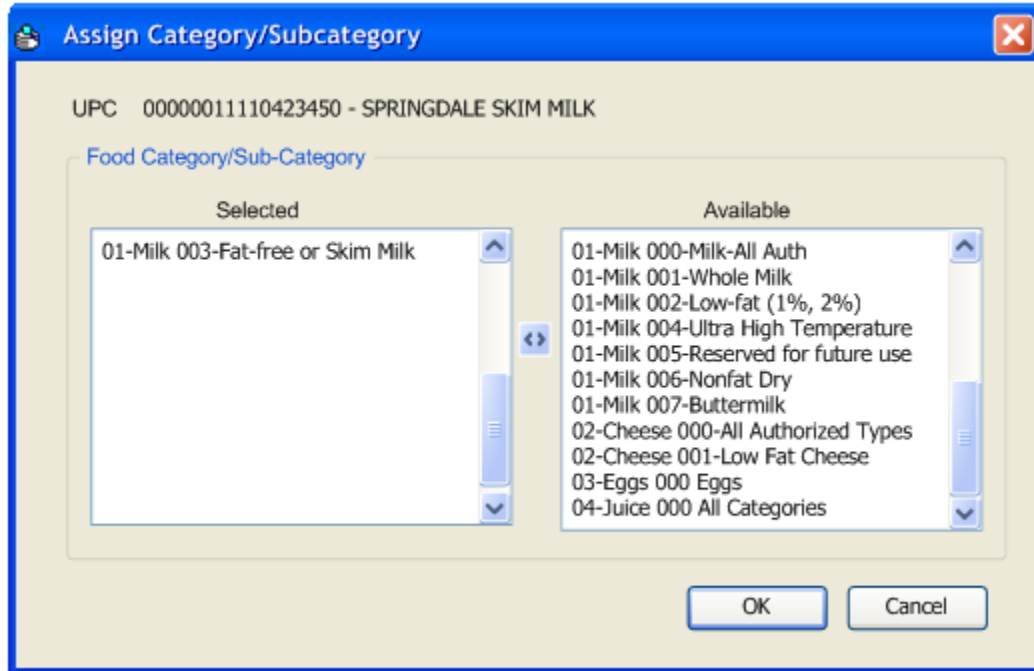 Assign Category/Subcategory
UPC 00000011110423450 - SPRINGDALE SKIM MILK
Food Category/Sub-Category
Selected
01-Milk 003-Fat-free or Skim Milk
Available
01-Milk 000-Milk-All Auth
01-Milk 001-Whole Milk
01-Milk 002-Low-fat (1%, 2%)
01-Milk 004-Ultra High Temperature
01-Milk 005-Reserved for future use
01-Milk 006-Nonfat Dry
01-Milk 007-Buttermilk
02-Cheese 000-All Authorized Types
02-Cheese 001-Low Fat Cheese
03-Eggs 000 Eggs
04-Juice 000 All Categories
OK
Cancel